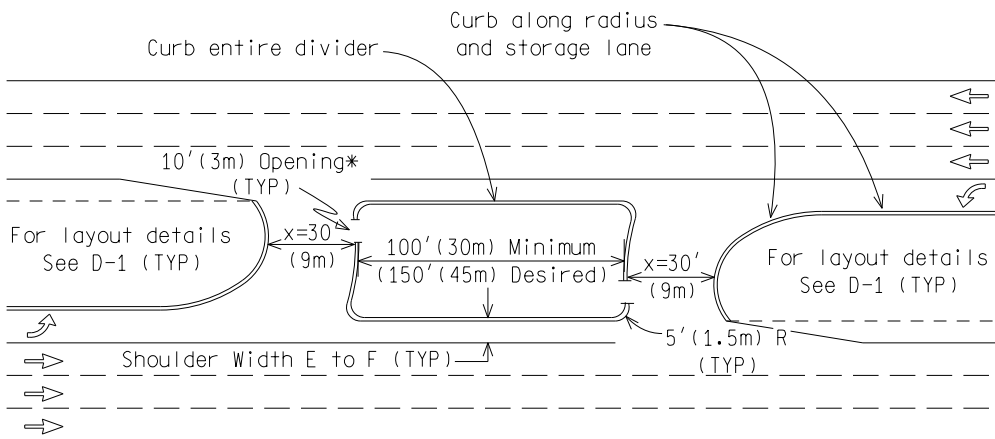 Curb along radius
and storage lane
Curb entire divider
10'(3m) Opening*
(TYP)
For layout details
See D-1 (TYP)
x=30'
(9m)
100'(30m) Minimum
(150'(45m) Desired)
x=30'
(9m)
For layout details
See D-1 (TYP)
5'(1.5m) R
(TYP)
Shoulder Width E to F (TYP)